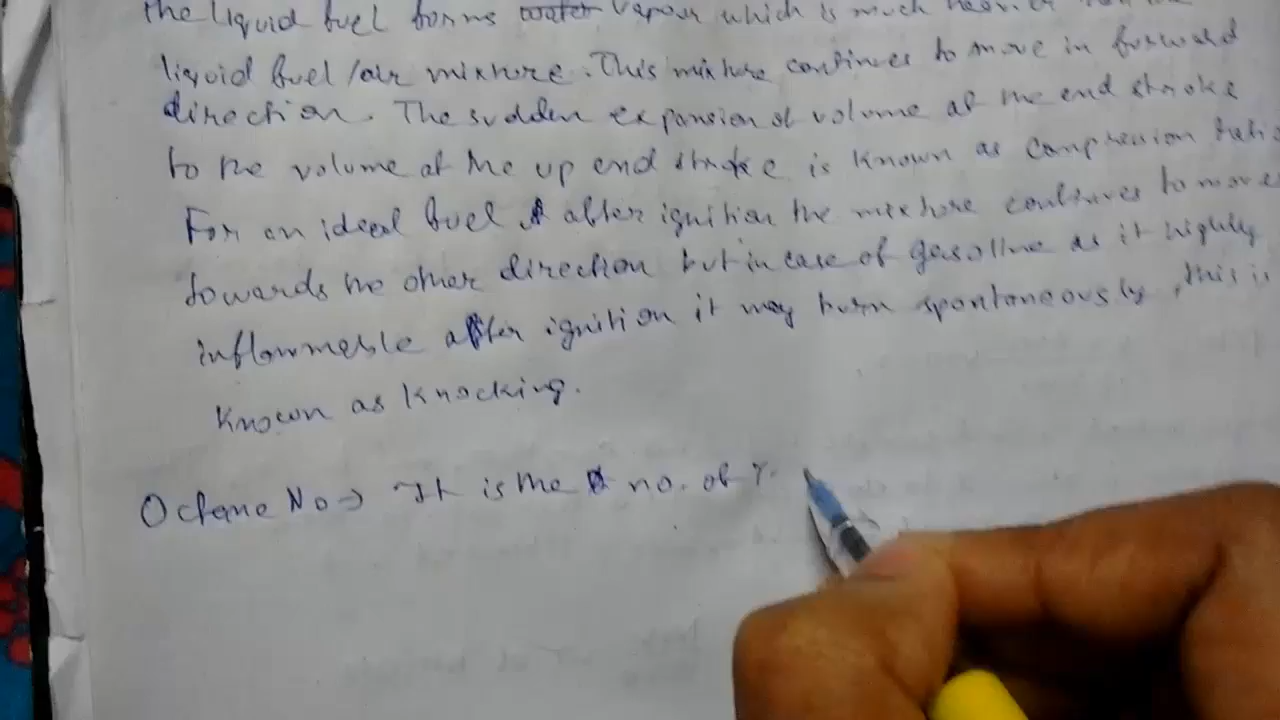 the liquid fuel forms water vapour which is much
liquid fuel /air mixture. This mixture continues to move in forward
direction. The sudden expansion of volume at the end stroke
to the volume at the up end stroke is known as compression
For an ideal fuel after ignition the mixture continues to moves
towards the other direction but in case of gasoline as it highly
inflammable after ignition it may burn spontaneously, this is
known as knocking.
Octane No → It is the no. of %